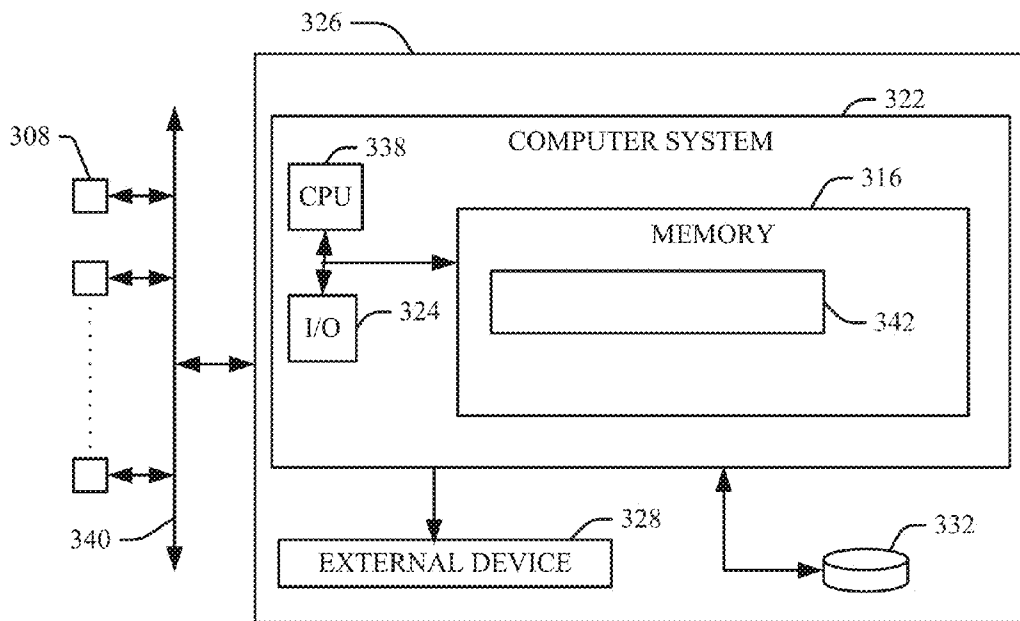 326
322
308
COMPUTER SYSTEM
338
CPU
316
MEMORY
I/O
324
342
340
328
EXTERNAL DEVICE
332